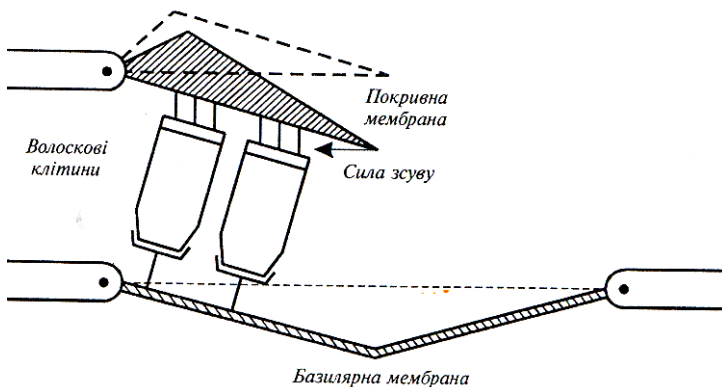 Покривна
мембрана
Волоскові
клітини
Сила зсуву
Базилярна мембрана